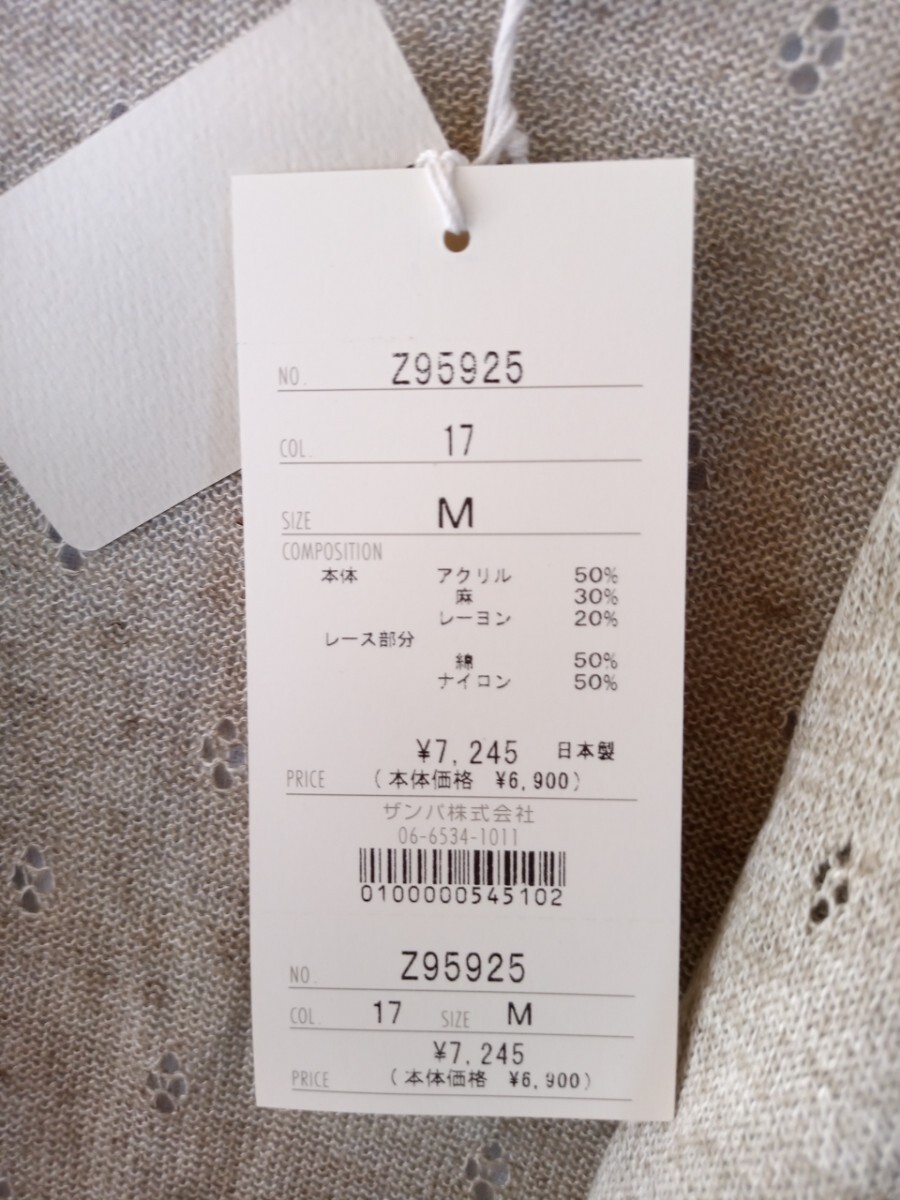 NO. Z95925
COL. 17
SIZE M
COMPOSITION
本体 アクリル 50%
麻 30%
レーヨン 20%
レース部分
綿 50%
ナイロン 50%
¥7,245 日本製
PRICE (本体価格 ¥6,900)
ザンパ株式会社
06-6534-1011
0100000545102
NO. Z95925
COL. 17 SIZE M
¥7,245
PRICE (本体価格 ¥6,900)